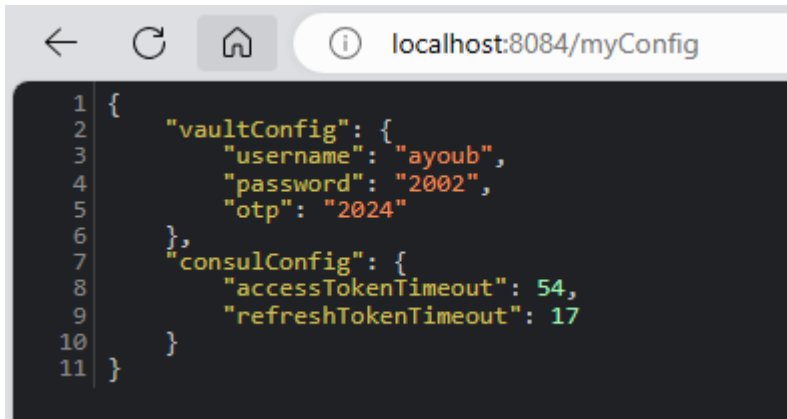 localhost:8084/myConfig
1 {
2 "vaultConfig": {
3 "username": "ayoub",
4 "password": "2002",
5 "otp": "2024"
6 },
7 "consulConfig": {
8 "accessTokenTimeout": 54,
9 "refreshTokenTimeout": 17
10 }
11 }